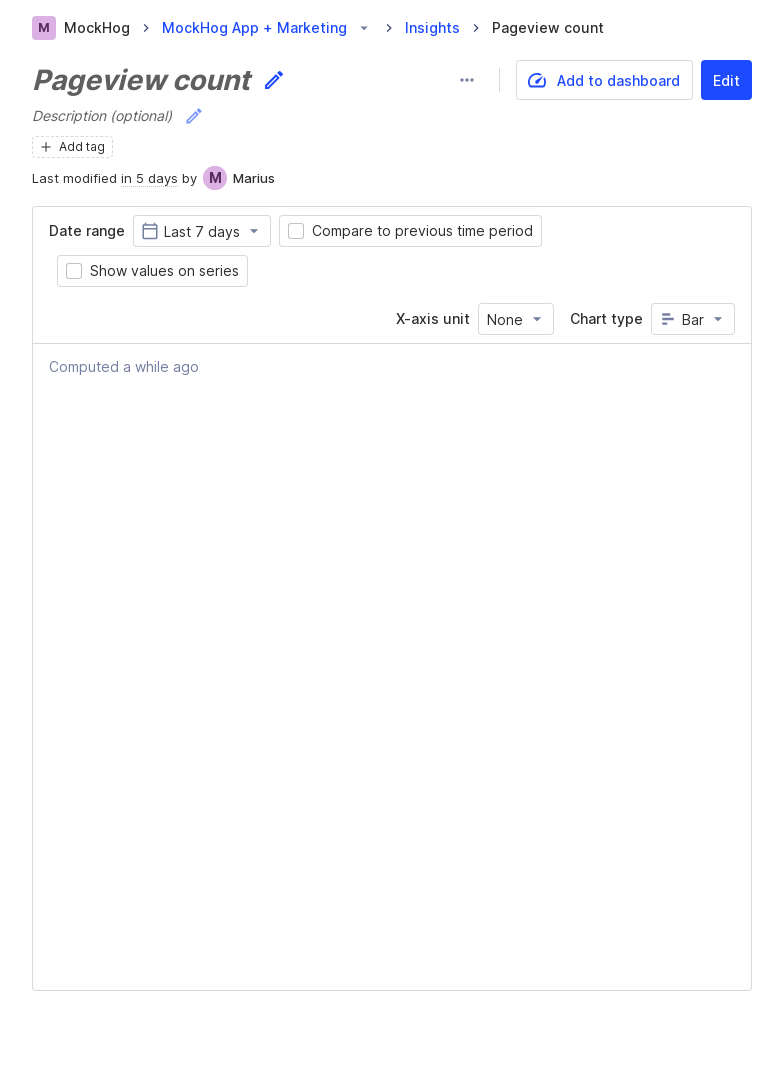 M MockHog MockHog App + Marketing Insights Pageview count
Pageview count
Add to dashboard Edit
Description (optional)
Add tag
Last modified in 5 days by M Marius
Date range Last 7 days Compare to previous time period
Show values on series
X-axis unit None Chart type Bar
Computed a while ago